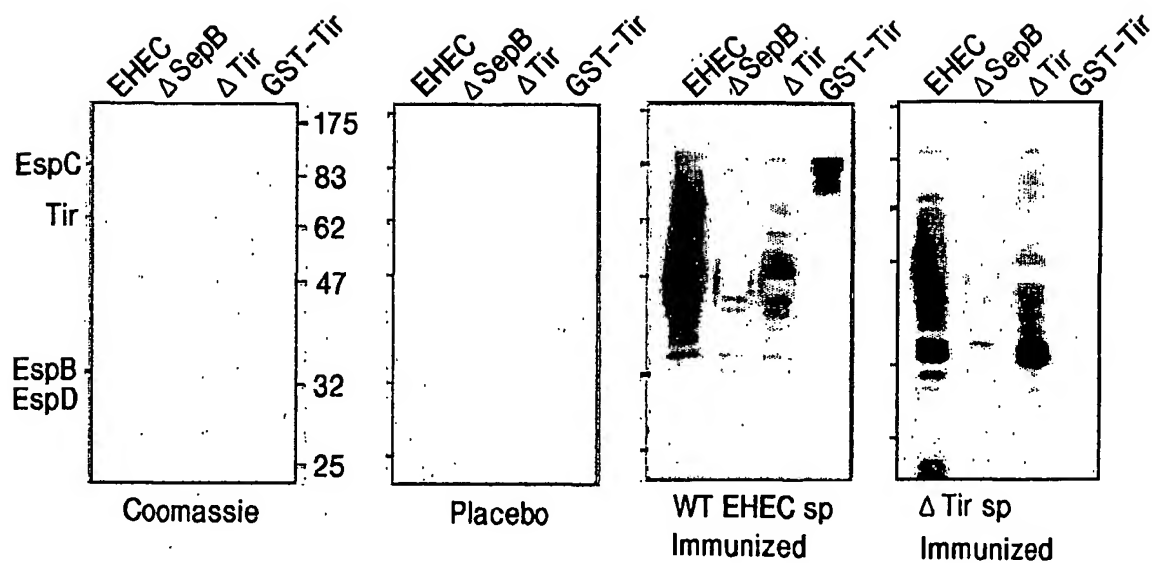 EHEC ΔSepB ΔTir GST-Tir EHEC ΔSepB ΔTir GST-Tir EHEC ΔSepB ΔTir GST-Tir EHEC ΔSepB ΔTir GST-Tir
175
EspC
83
Tir
62
47
EspB
32
EspD
25
Coomassie
Placebo
WT EHEC sp
Immunized
Δ Tir sp
Immunized